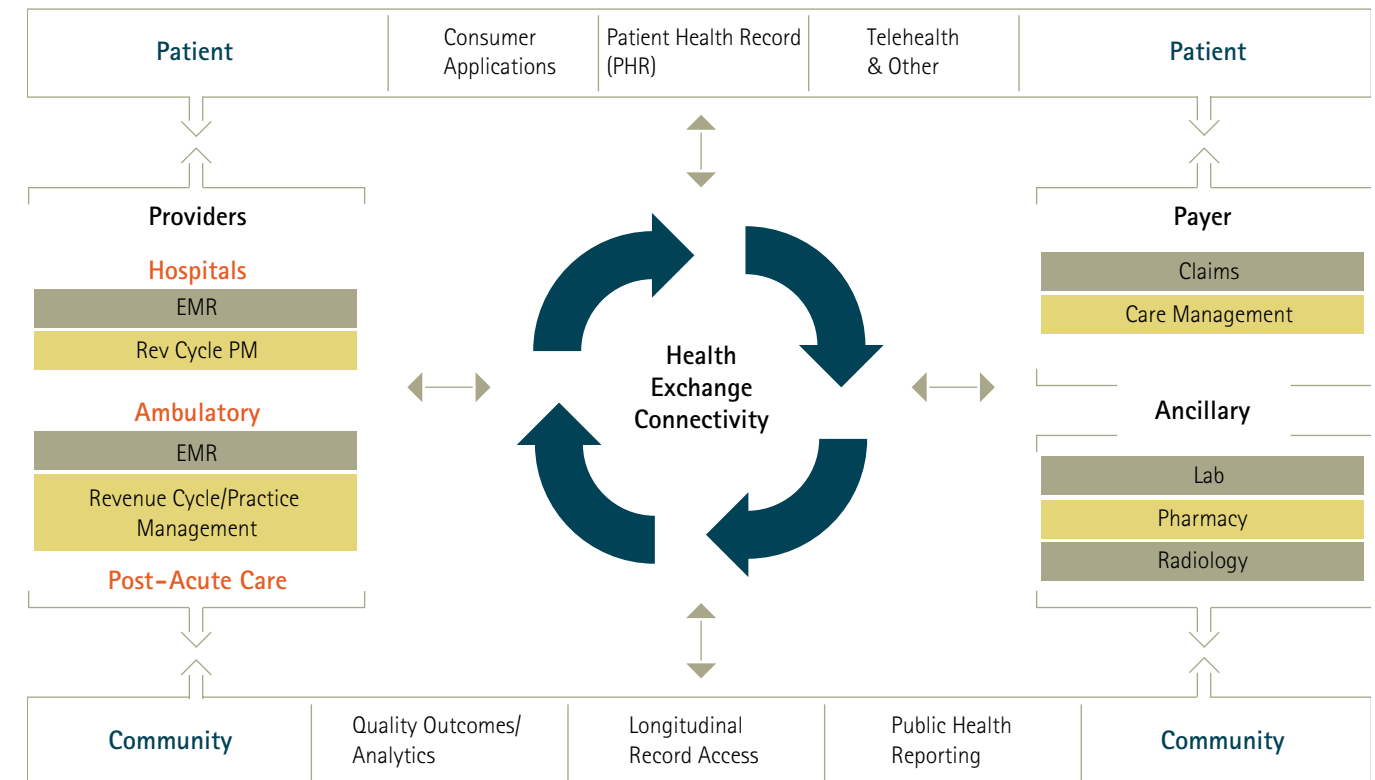 Patient
Consumer
Applications
Patient Health Record
(PHR)
Telehealth
& Other
Patient
Providers
Hospitals
EMR
Rev Cycle PM
Ambulatory
EMR
Revenue Cycle/Practice
Management
Post-Acute Care
Health
Exchange
Connectivity
Payer
Claims
Care Management
Ancillary
Lab
Pharmacy
Radiology
Community
Quality Outcomes/
Analytics
Longitudinal
Record Access
Public Health
Reporting
Community